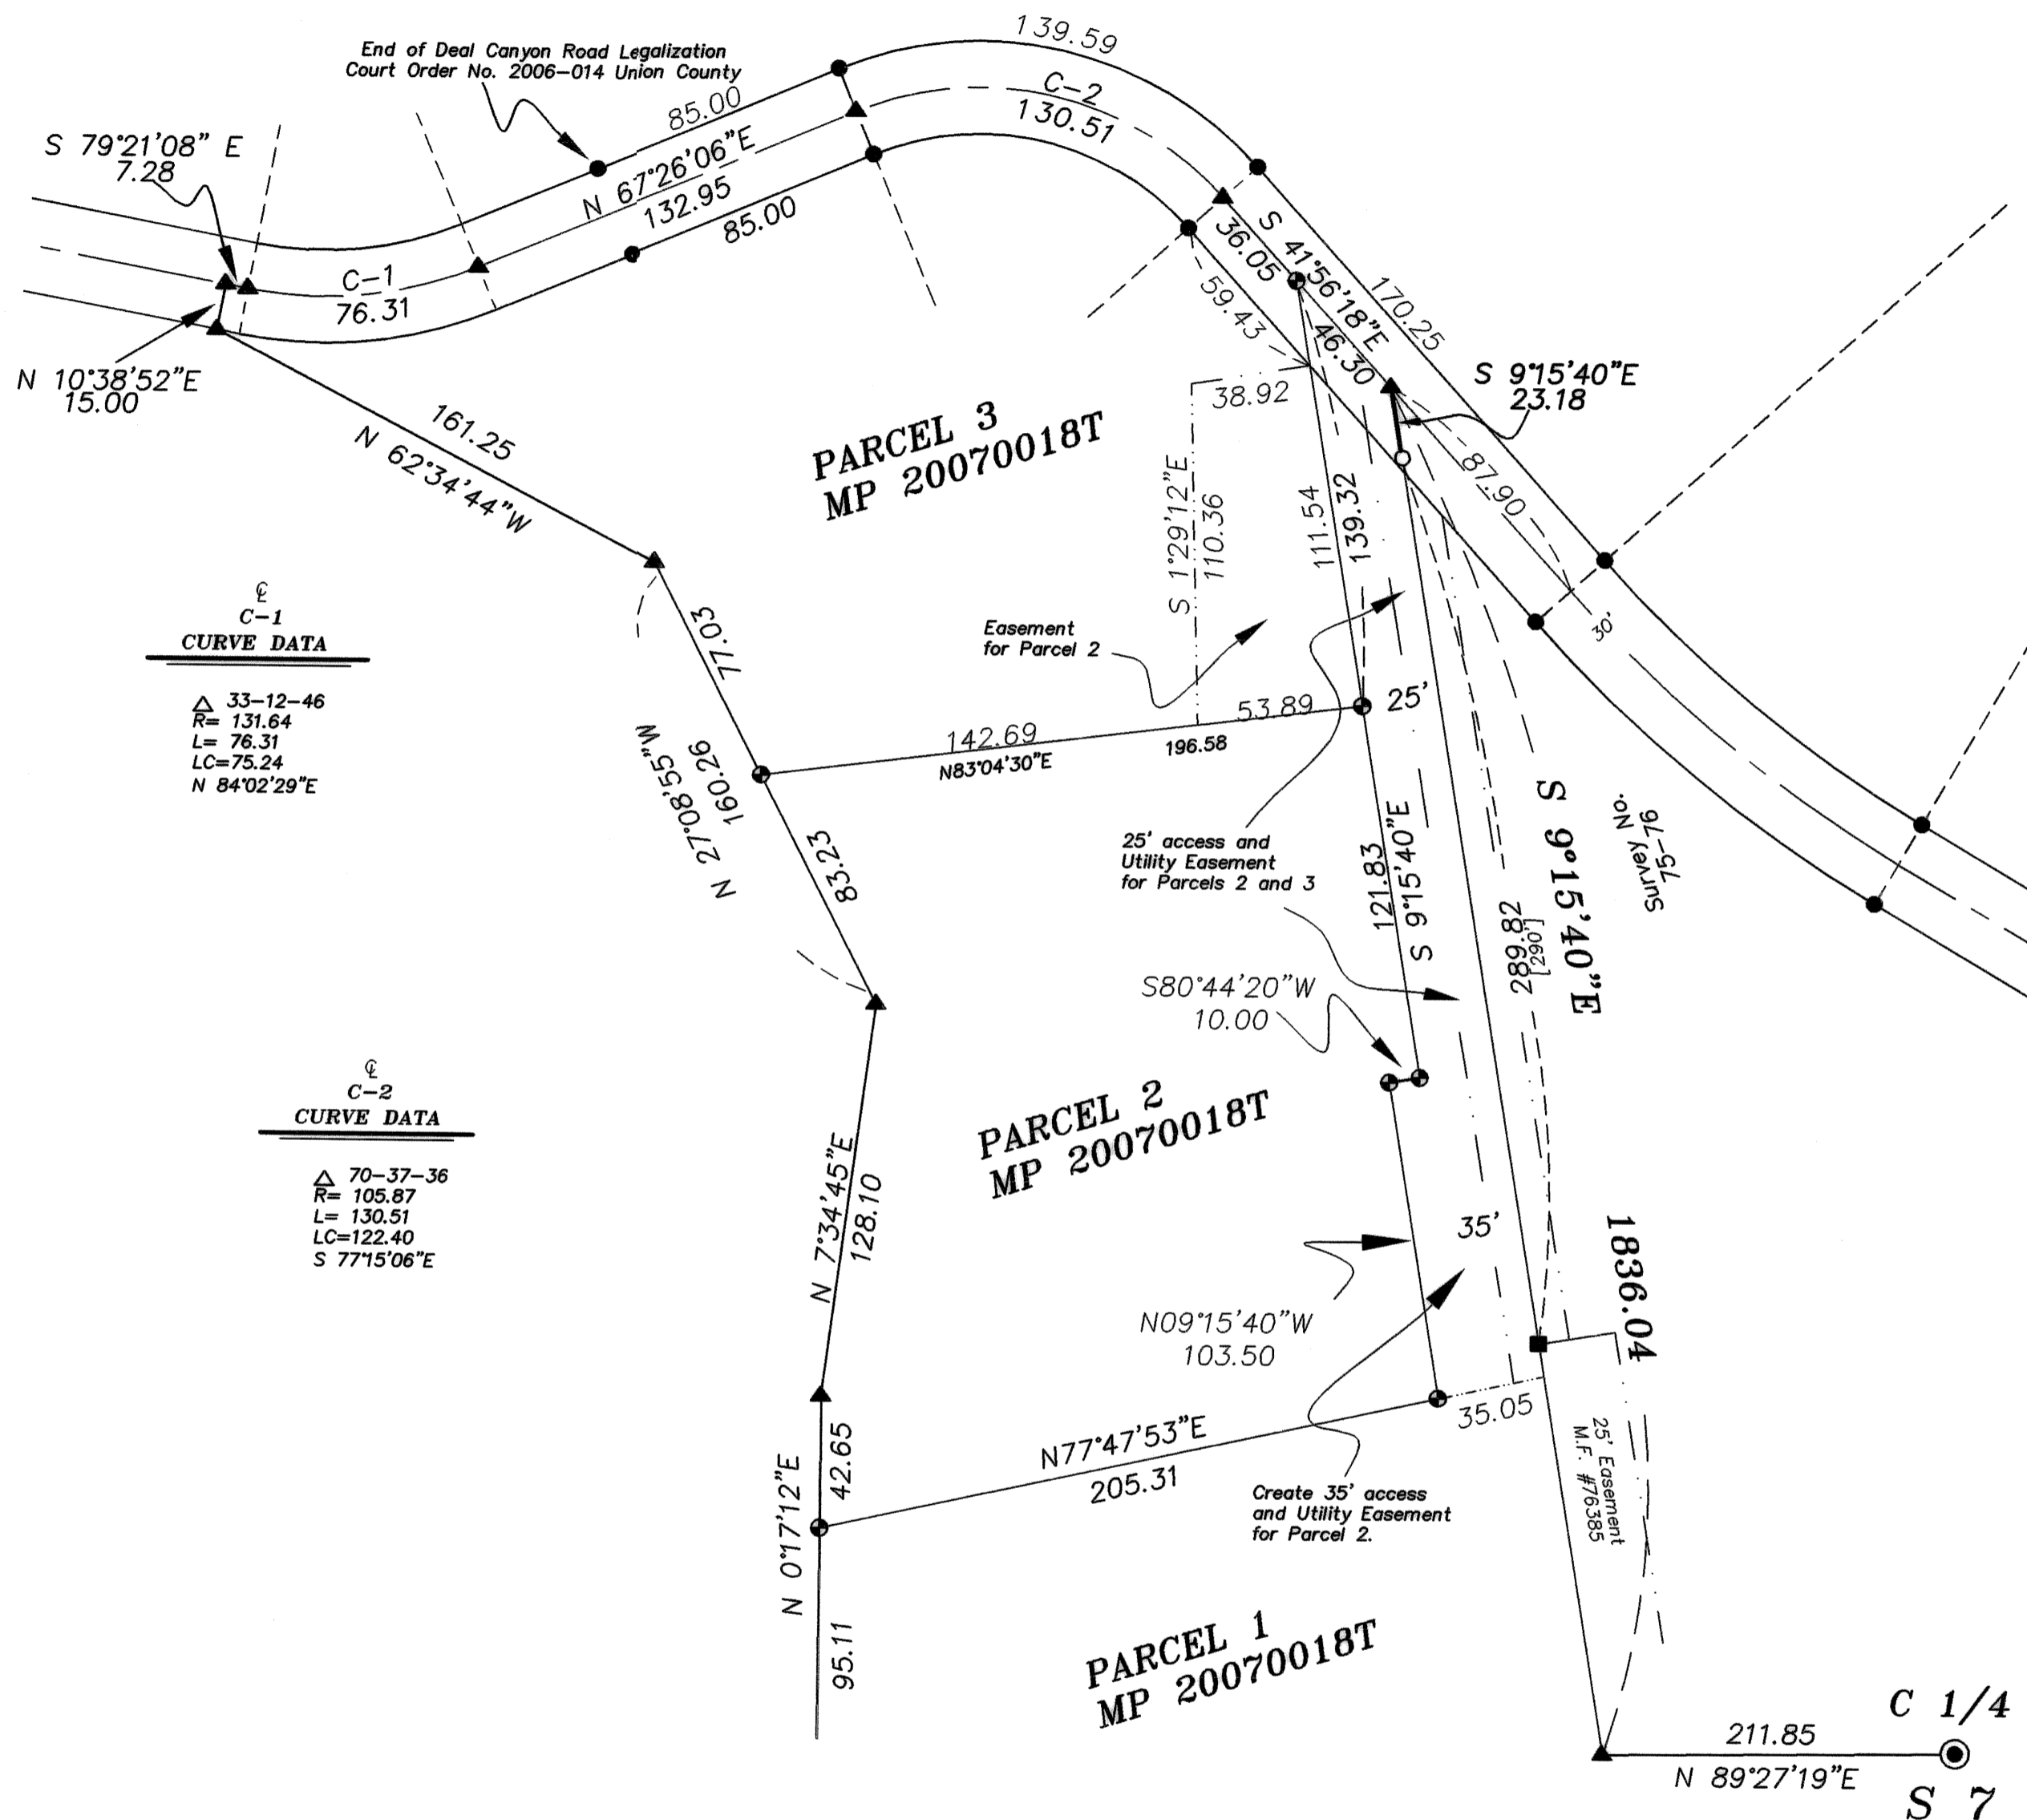 139.59
End of Deal Canyon Road Legalization
Court Order No. 2006-014 Union County
85.00
C-2
130.51
S 79°21'08" E
7.28
N 67°26'06"E
132.95
85.00
C-1
76.31
S 41°56'18"E
36.05
59.43
46.30
170.25
N 10°38'52"E
15.00
S 9°15'40"E
23.18
38.92
161.25
N 62°34'44"W
PARCEL 3
MP 20070018T
87.90
S 1°29'12"E
110.36
111.54
139.32
30'
℄
C-1
CURVE DATA
△ 33-12-46
R= 131.64
L= 76.31
LC=75.24
N 84°02'29"E
77.03
Easement
for Parcel 2
25'
53.89
142.69
196.58
N83°04'30"E
N 27°08'55"W
160.26
83.23
S 9°15'40"E
Survey No.
75-76
25' access and
Utility Easement
for Parcels 2 and 3
121.83
S 9°15'40"E
289.82
[290']
S80°44'20"W
10.00
℄
C-2
CURVE DATA
△ 70-37-36
R= 105.87
L= 130.51
LC=122.40
S 77°15'06"E
PARCEL 2
MP 20070018T
N 7°34'45"E
128.10
35'
1836.04
N09°15'40"W
103.50
35.05
N77°47'53"E
205.31
25' Easement
M.F. #76385
N 0°17'12"E
42.65
Create 35' access
and Utility Easement
for Parcel 2.
95.11
PARCEL 1
MP 20070018T
C 1/4
211.85
N 89°27'19"E
S 7